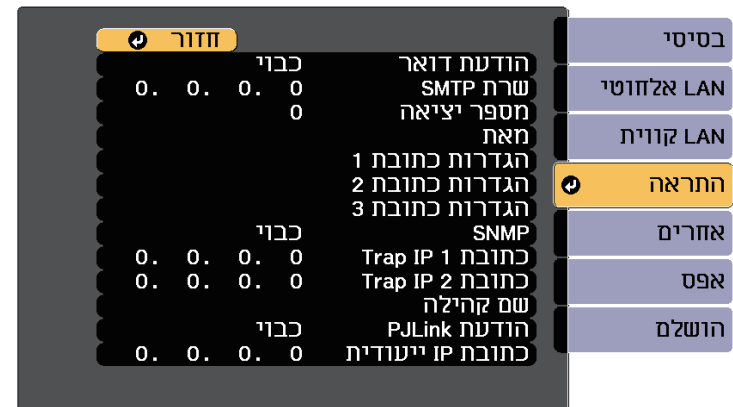 בסיסי
LAN אלחוטי
LAN קווית
התראה
אחרים
אפס
הושלם
חזור
הודעת דואר כבוי
שרת SMTP 0. 0. 0. 0
מספר יציאה 0
מאת
הגדרות כתובת 1
הגדרות כתובת 2
הגדרות כתובת 3
SNMP כבוי
כתובת Trap IP 1 0. 0. 0. 0
כתובת Trap IP 2 0. 0. 0. 0
שם קהילה
הודעת PJLink כבוי
כתובת IP ייעודית 0. 0. 0. 0